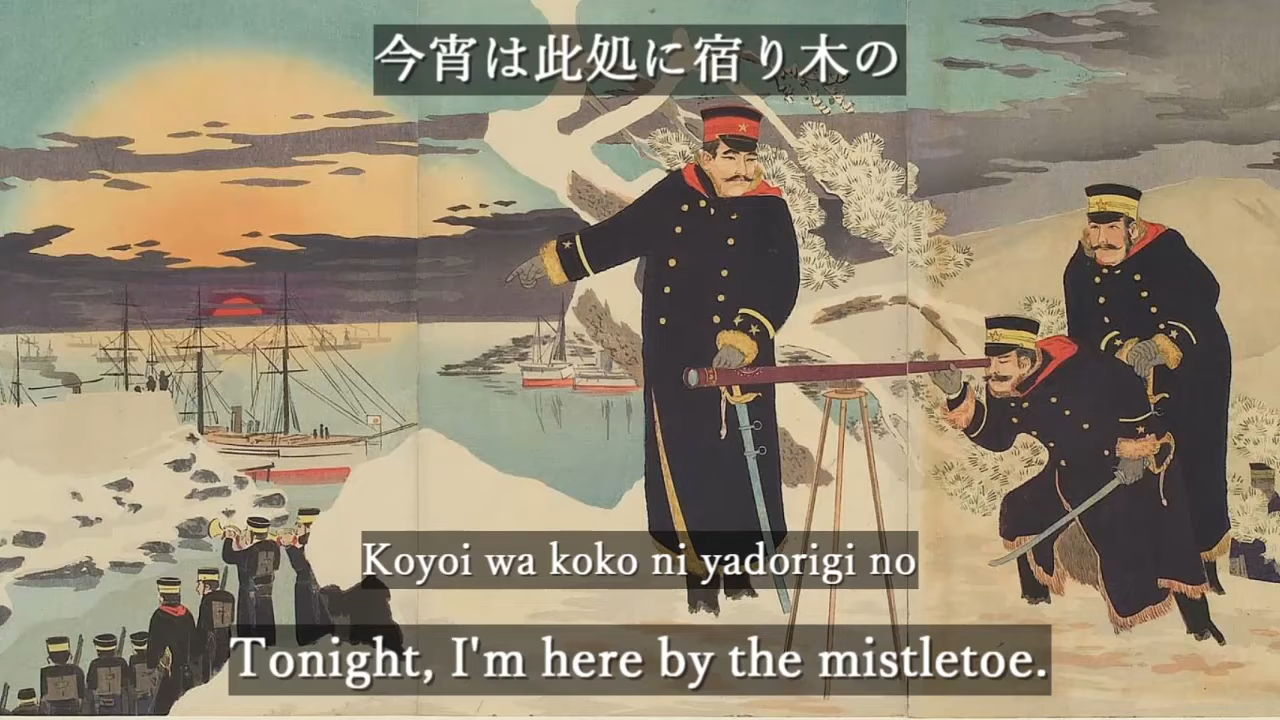 今宵は此処に宿り木の
Koyoi wa koko ni yadorigi no
Tonight, I'm here by the mistletoe.